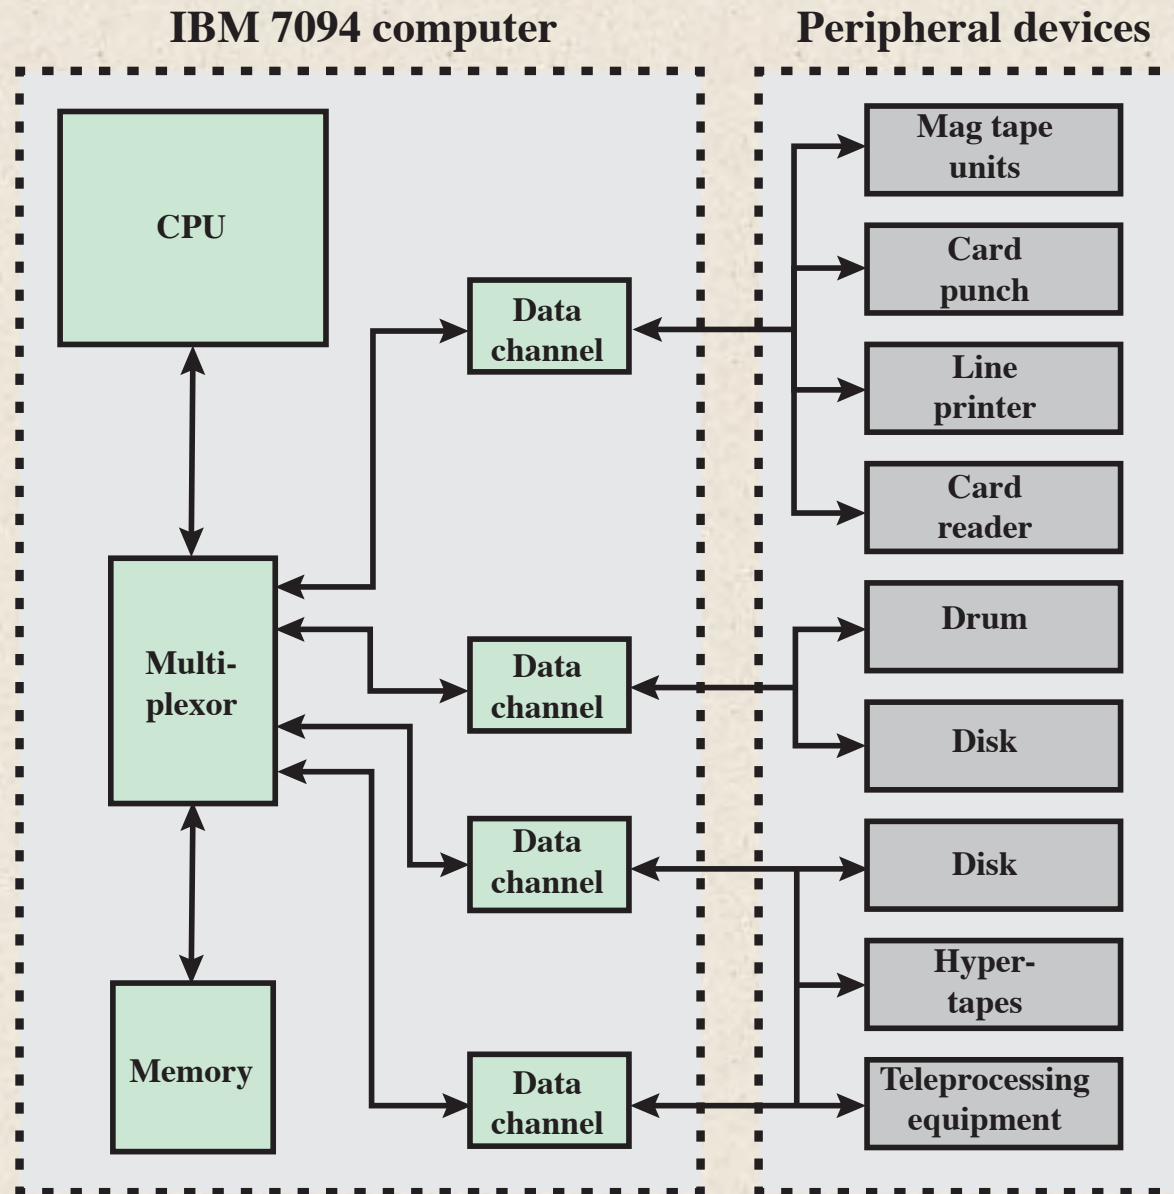 IBM 7094 computer
Peripheral devices
CPU
Data
channel
Multi-
plexor
Data
channel
Data
channel
Memory
Data
channel
Mag tape
units
Card
punch
Line
printer
Card
reader
Drum
Disk
Disk
Hyper-
tapes
Teleprocessing
equipment